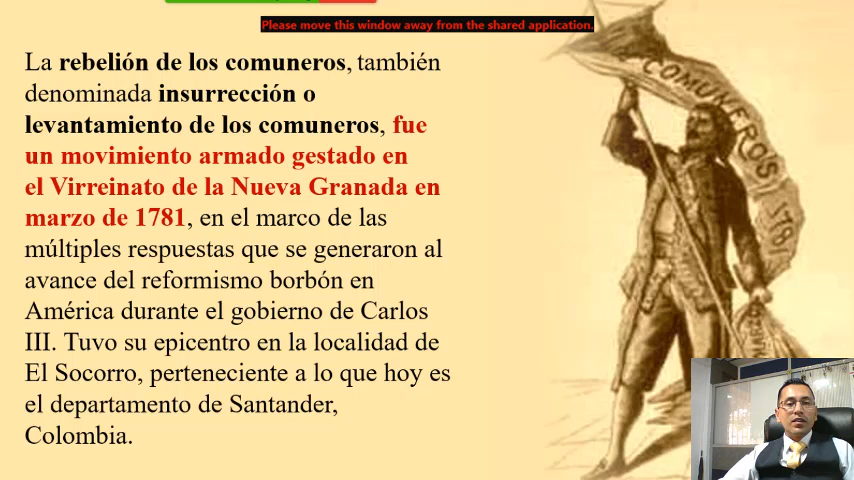 Please move this window away from the shared application.
La rebelión de los comuneros, también
denominada insurrección o
levantamiento de los comuneros, fue
un movimiento armado gestado en
el Virreinato de la Nueva Granada en
marzo de 1781, en el marco de las
múltiples respuestas que se generaron al
avance del reformismo borbón en
América durante el gobierno de Carlos
III. Tuvo su epicentro en la localidad de
El Socorro, perteneciente a lo que hoy es
el departamento de Santander,
Colombia.
COMUNEROS 1781
MARZO